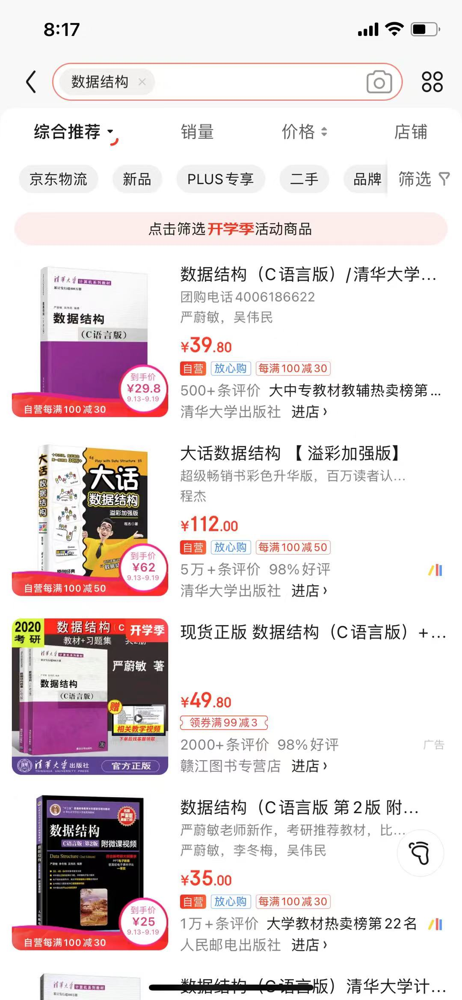 8:17
数据结构
综合推荐
销量
价格
店铺
京东物流
新品
PLUS专享
二手
品牌
筛选
点击筛选开学季活动商品
清华大学 计算机系列教材
累计发行超400万册
严蔚敏 吴伟民 编著
数据结构
(C语言版)
到手价
¥29.8
9.13-9.19
自营每满100减30
数据结构（C语言版）/清华大学...
团购电话4006186622
严蔚敏，吴伟民
¥39.80
自营 放心购 每满100减30
500+条评价 大中专教材教辅热卖榜第...
清华大学出版社 进店 ›
大话数据结构
Play with Data Structure
大话
数据结构
溢彩加强版
程杰◎著
原创经典
到手价
¥62
9.13-9.19
自营每满100减50
大话数据结构 【 溢彩加强版】
超级畅销书彩色升华版，百万读者认...
程杰
¥112.00
自营 放心购 每满100减50
5万+条评价 98%好评
清华大学出版社 进店 ›
2020
考研
数据结构（C
开学季
教材+习题集
严蔚敏 著
清华大学 计算机系列教材
数据结构
(C语言版)
赠
相关教学视频
下单后找客服领取
清华大学出版社
TSINGHUA UNIVERSITY PRESS
官方正版
现货正版 数据结构（C语言版）+...
¥49.80
领券满99减3
2000+条评价 98%好评
广告
赣江图书专营店 进店 ›
数据结构
C语言版 第2版 附微课视频
Data Structure (2nd Edition)
严蔚敏 李冬梅 吴伟民 编著
到手价
¥25
9.13-9.19
自营每满100减30
数据结构（C语言版 第2版 附...
严蔚敏老师新作，考研推荐教材，比...
严蔚敏，李冬梅，吴伟民
¥35.00
自营 放心购 每满100减30
1万+条评价 大学教材热卖榜第22名
人民邮电出版社 进店 ›
清华大学 计算机系列教材
累计发行超400万册
数据结构（C语言版）清华大学计...